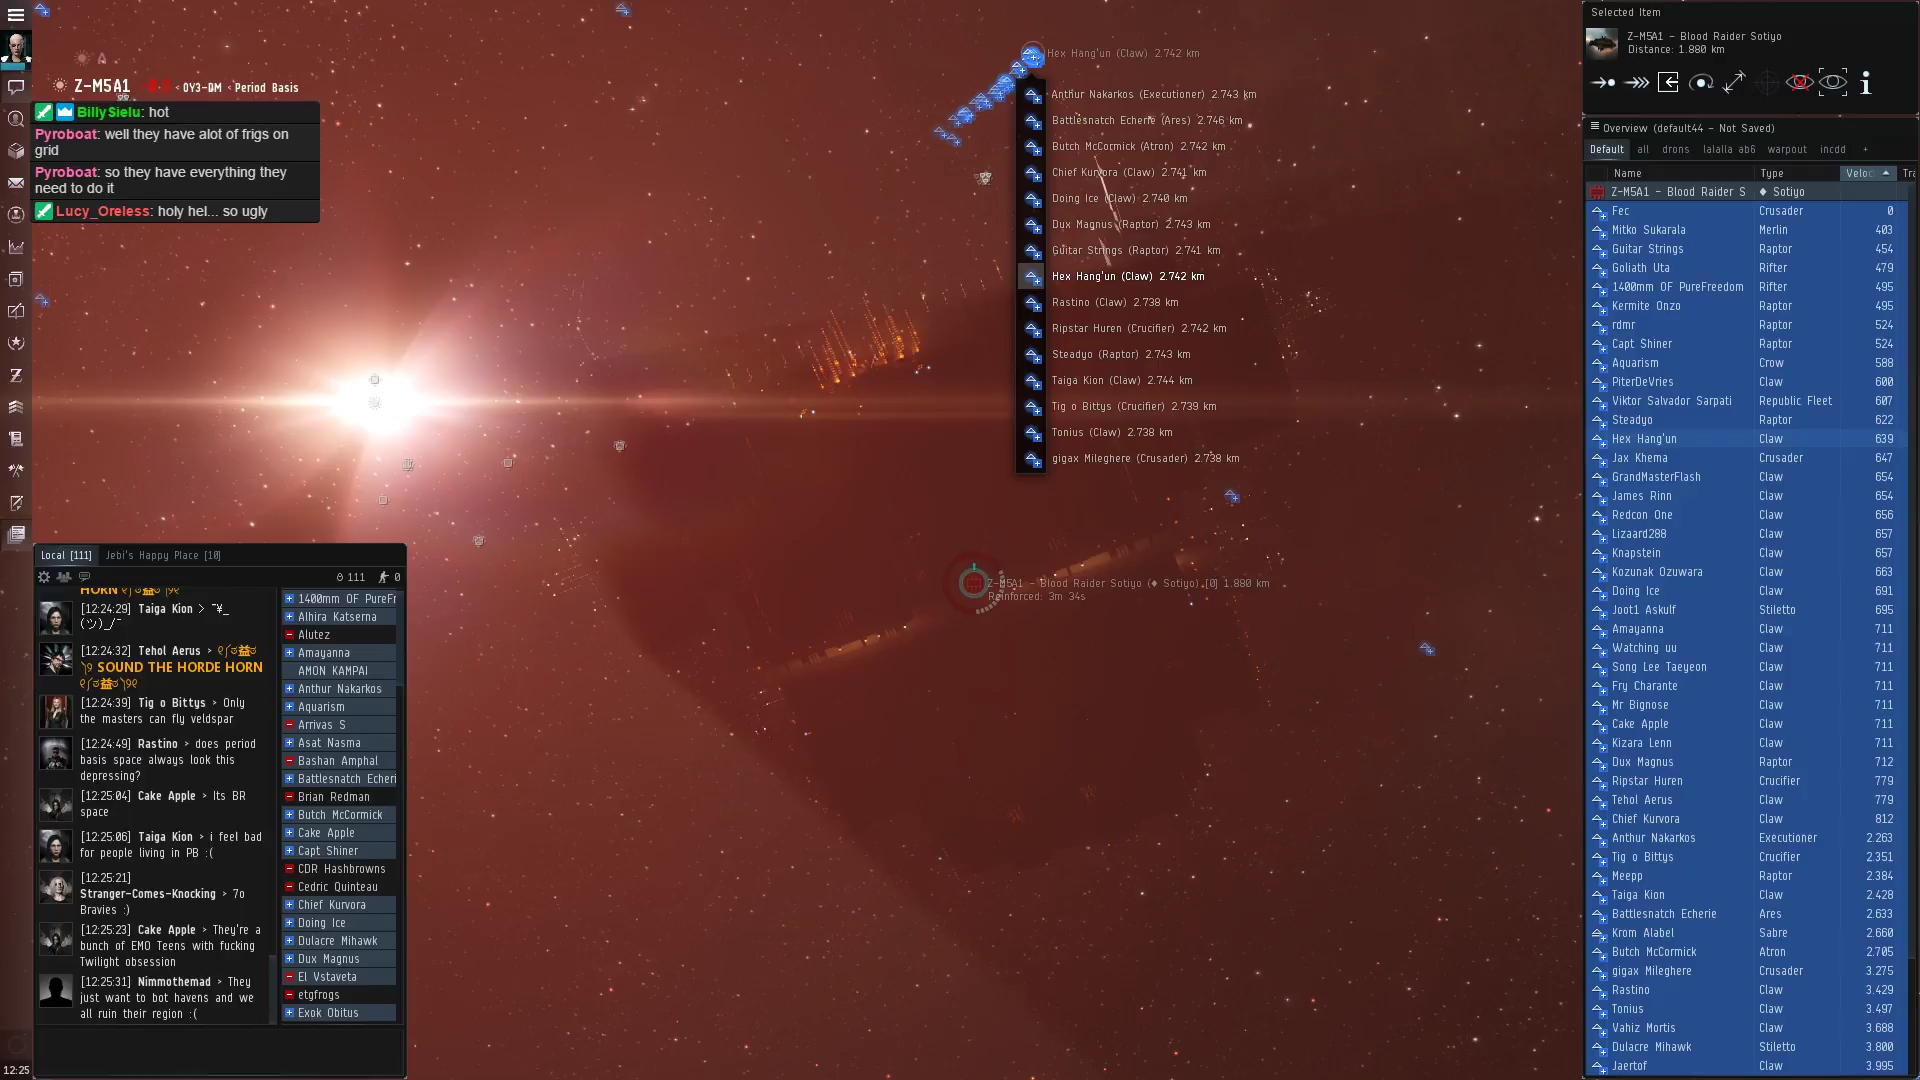 Z-M5A1 -0.0 < OY3-QM < Period Basis
BillySielu: hot
Pyroboat: well they have alot of frigs on
grid
Pyroboat: so they have everything they
need to do it
Lucy_Oreless: holy hel... so ugly
Hex Hang'un (Claw) 2.742 km
Anthur Nakarkos (Executioner) 2.743 km
Battlesnatch Echerie (Ares) 2.746 km
Butch McCormick (Atron) 2.742 km
Chief Kurvora (Claw) 2.741 km
Doing Ice (Claw) 2.740 km
Dux Magnus (Raptor) 2.743 km
Guitar Strings (Raptor) 2.741 km
Hex Hang'un (Claw) 2.742 km
Rastino (Claw) 2.738 km
Ripstar Huren (Crucifier) 2.742 km
Steadyo (Raptor) 2.743 km
Taiga Kion (Claw) 2.744 km
Tig o Bittys (Crucifier) 2.739 km
Tonius (Claw) 2.738 km
gigax Mileghere (Crusader) 2.738 km
Z-M5A1 - Blood Raider Sotiyo (♦ Sotiyo) [0] 1.880 km
Reinforced: 3m 34s
Local [111] Jebi's Happy Place [10]
111 0
HORN
[12:24:29] Taiga Kion > ¯\¥_
(ツ)_/¯
[12:24:32] Tehol Aerus >
SOUND THE HORDE HORN
[12:24:39] Tig o Bittys > Only
the masters can fly veldspar
[12:24:49] Rastino > does period
basis space always look this
depressing?
[12:25:04] Cake Apple > Its BR
space
[12:25:06] Taiga Kion > i feel bad
for people living in PB :(
[12:25:21]
Stranger-Comes-Knocking > 7o
Bravies :)
[12:25:23] Cake Apple > They're a
bunch of EMO Teens with fucking
Twilight obsession
[12:25:31] Nimmothemad > They
just want to bot havens and we
all ruin their region :(
1400mm OF PureFr
Alhira Katserna
Alutez
Amayanna
AMON KAMPAI
Anthur Nakarkos
Aquarism
Arrivas S
Asat Nasma
Bashan Amphal
Battlesnatch Echeri
Brian Redman
Butch McCormick
Cake Apple
Capt Shiner
CDR Hashbrowns
Cedric Quinteau
Chief Kurvora
Doing Ice
Dulacre Mihawk
Dux Magnus
El Vstaveta
etgfrogs
Exok Obitus
12:25
Selected Item
Z-M5A1 - Blood Raider Sotiyo
Distance: 1.880 km
Overview (default44 - Not Saved)
Default all drons lalalla ab6 warpout incdd +
Name Type Veloc Tra
Z-M5A1 - Blood Raider S ♦ Sotiyo
Fec Crusader 0
Mitko Sukarala Merlin 403
Guitar Strings Raptor 454
Goliath Uta Rifter 479
1400mm OF PureFreedom Rifter 495
Kermite Onzo Raptor 495
rdmr Raptor 524
Capt Shiner Raptor 524
Aquarism Crow 588
PiterDeVries Claw 600
Viktor Salvador Sarpati Republic Fleet 607
Steadyo Raptor 622
Hex Hang'un Claw 639
Jax Khema Crusader 647
GrandMasterFlash Claw 654
James Rinn Claw 654
Redcon One Claw 656
Lizaard288 Claw 657
Knapstein Claw 657
Kozunak Ozuwara Claw 663
Doing Ice Claw 691
Joot1 Askulf Stiletto 695
Amayanna Claw 711
Watching uu Claw 711
Song Lee Taeyeon Claw 711
Fry Charante Claw 711
Mr Bignose Claw 711
Cake Apple Claw 711
Kizara Lenn Claw 711
Dux Magnus Raptor 712
Ripstar Huren Crucifier 779
Tehol Aerus Claw 779
Chief Kurvora Claw 812
Anthur Nakarkos Executioner 2.263
Tig o Bittys Crucifier 2.351
Meepp Raptor 2.384
Taiga Kion Claw 2.428
Battlesnatch Echerie Ares 2.633
Krom Alabel Sabre 2.660
Butch McCormick Atron 2.705
gigax Mileghere Crusader 3.275
Rastino Claw 3.429
Tonius Claw 3.497
Vahiz Mortis Claw 3.688
Dulacre Mihawk Stiletto 3.800
Jaertof Claw 3.995